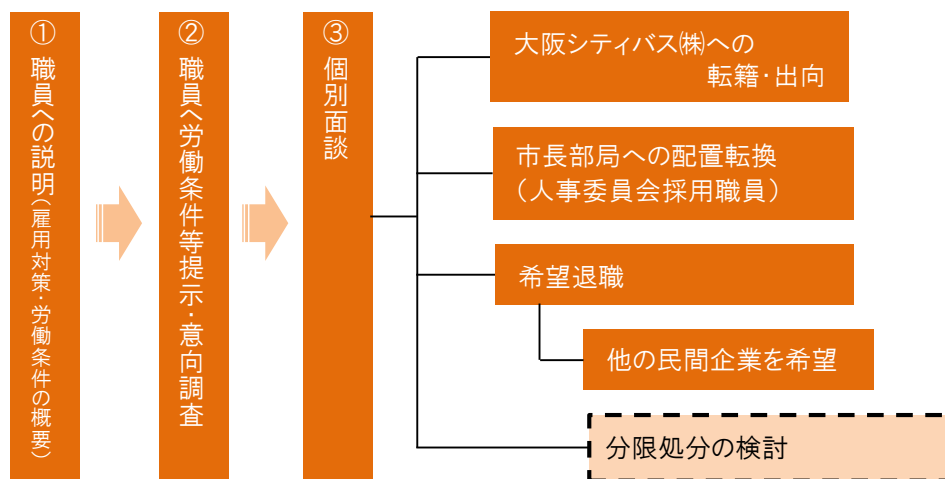 ① 職員への説明(雇用対策・労働条件の概要)
② 職員へ労働条件等提示・意向調査
③ 個別面談
大阪シティバス㈱への
転籍・出向
市長部局への配置転換
(人事委員会採用職員)
希望退職
他の民間企業を希望
分限処分の検討